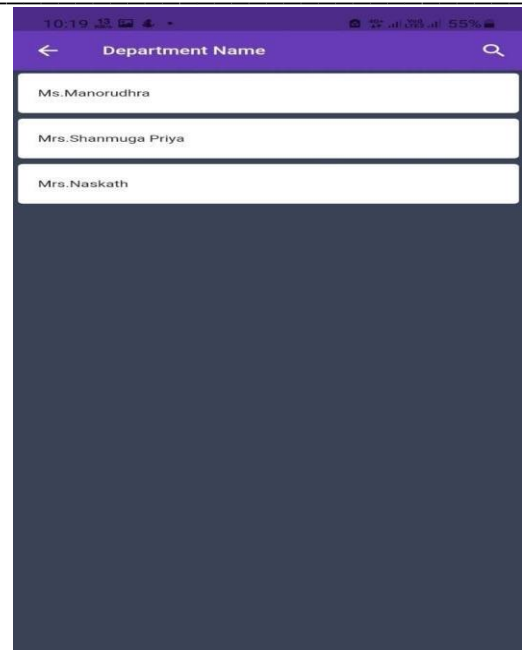 10:19
55%
Department Name
Ms.Manorudhra
Mrs.Shanmuga Priya
Mrs.Naskath